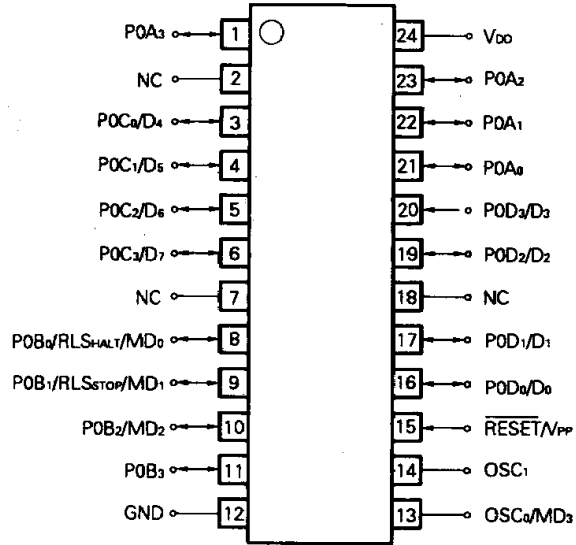 P0A₃ 1 24 VDD
NC 2 23 P0A₂
P0C₀/D₄ 3 22 P0A₁
P0C₁/D₅ 4 21 P0A₀
P0C₂/D₆ 5 20 P0D₃/D₃
P0C₃/D₇ 6 19 P0D₂/D₂
NC 7 18 NC
P0B₀/RLSHALT/MD₀ 8 17 P0D₁/D₁
P0B₁/RLSSTOP/MD₁ 9 16 P0D₀/D₀
P0B₂/MD₂ 10 15 RESET/VPP
P0B₃ 11 14 OSC₁
GND 12 13 OSC₀/MD₃